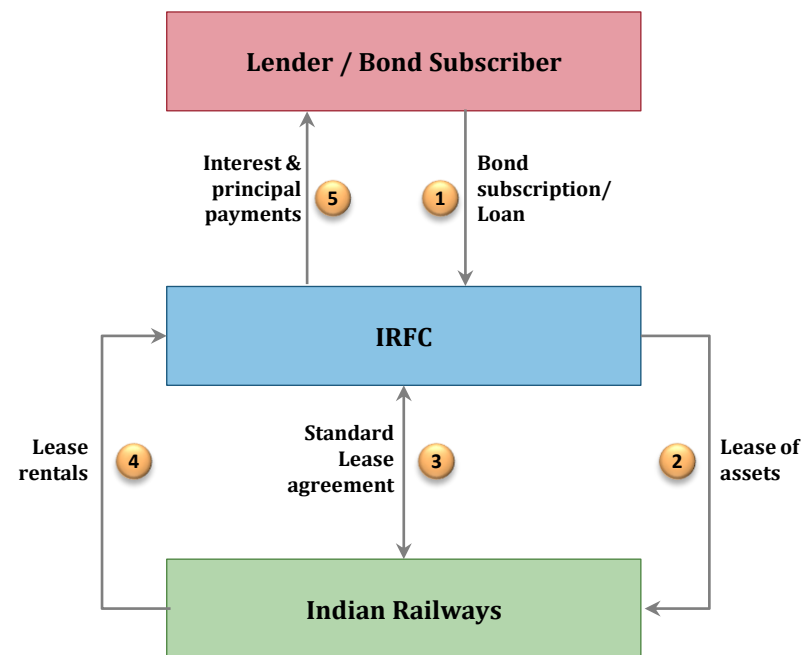 Lender / Bond Subscriber
Interest &
principal
payments
5
1
Bond
subscription/
Loan
IRFC
Lease
rentals
4
Standard
Lease
agreement
3
2
Lease of
assets
Indian Railways